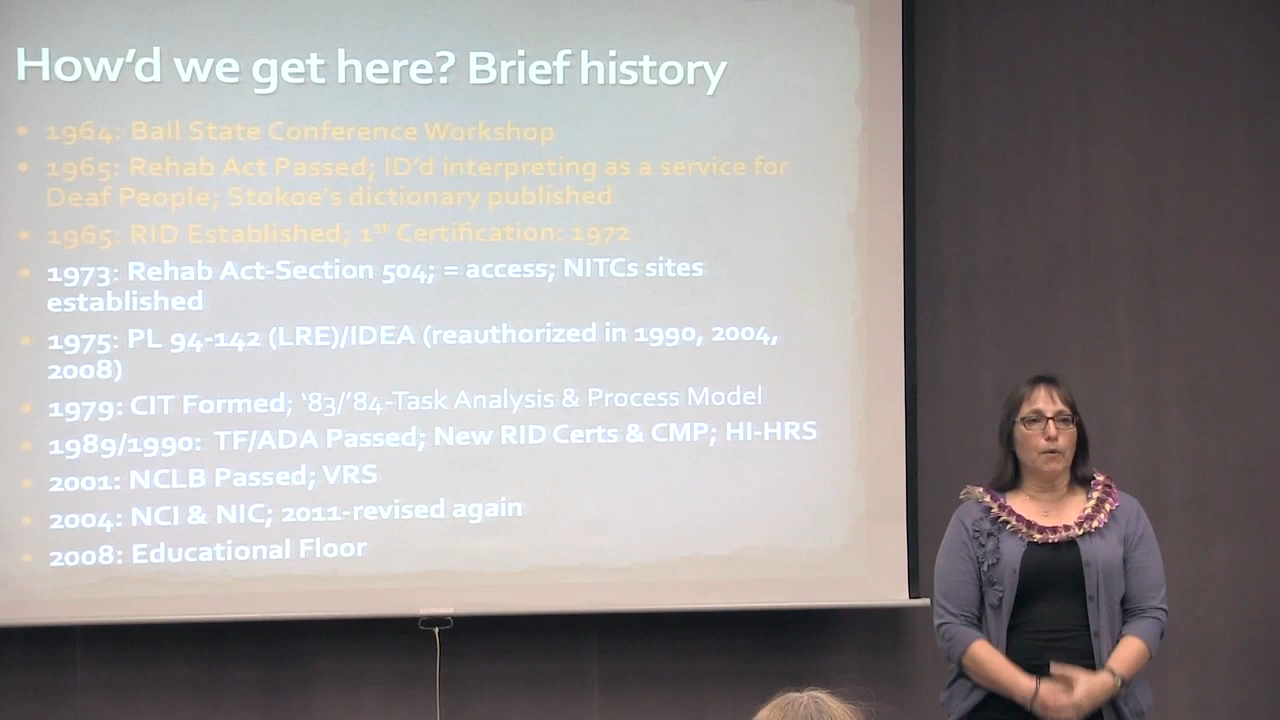 How'd we get here? Brief history
• 1964: Ball State Conference Workshop
• 1965: Rehab Act Passed; ID'd interpreting as a service for
Deaf People; Stokoe's dictionary published
• 1965: RID Established; 1st Certification: 1972
• 1973: Rehab Act-Section 504; = access; NITCs sites
established
• 1975: PL 94-142 (LRE)/IDEA (reauthorized in 1990, 2004,
2008)
• 1979: CIT Formed; '83/'84-Task Analysis & Process Model
• 1989/1990: TF/ADA Passed; New RID Certs & CMP; HI-HRS
• 2001: NCLB Passed; VRS
• 2004: NCI & NIC; 2011-revised again
• 2008: Educational Floor